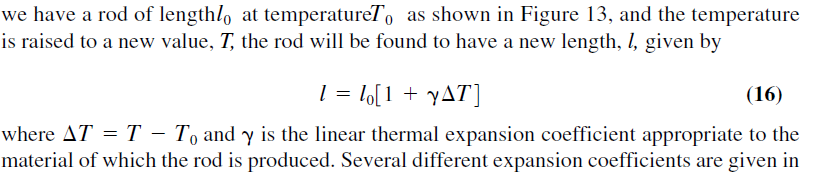 we have a rod of lengthl₀ at temperatureT₀ as shown in Figure 13, and the temperature
is raised to a new value, T, the rod will be found to have a new length, l, given by
l = l₀[1 + γΔT] (16)
where ΔT = T − T₀ and γ is the linear thermal expansion coefficient appropriate to the
material of which the rod is produced. Several different expansion coefficients are given in